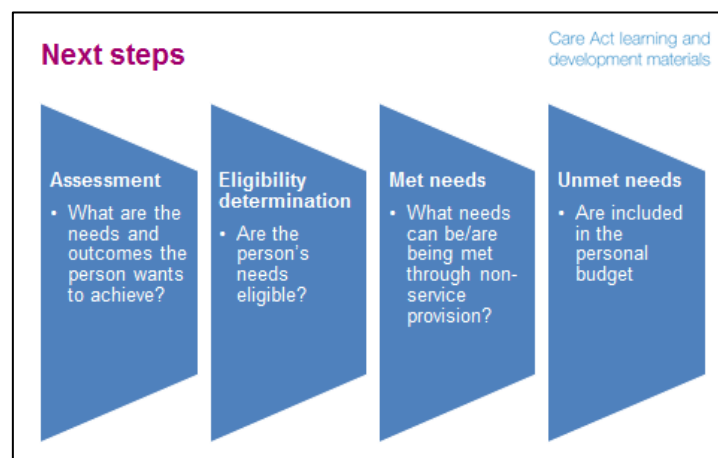 Next steps
Care Act learning and
development materials
Assessment
• What are the
needs and
outcomes the
person wants
to achieve?
Eligibility
determination
• Are the
person's
needs
eligible?
Met needs
• What needs
can be/are
being met
through non-
service
provision?
Unmet needs
• Are included
in the
personal
budget